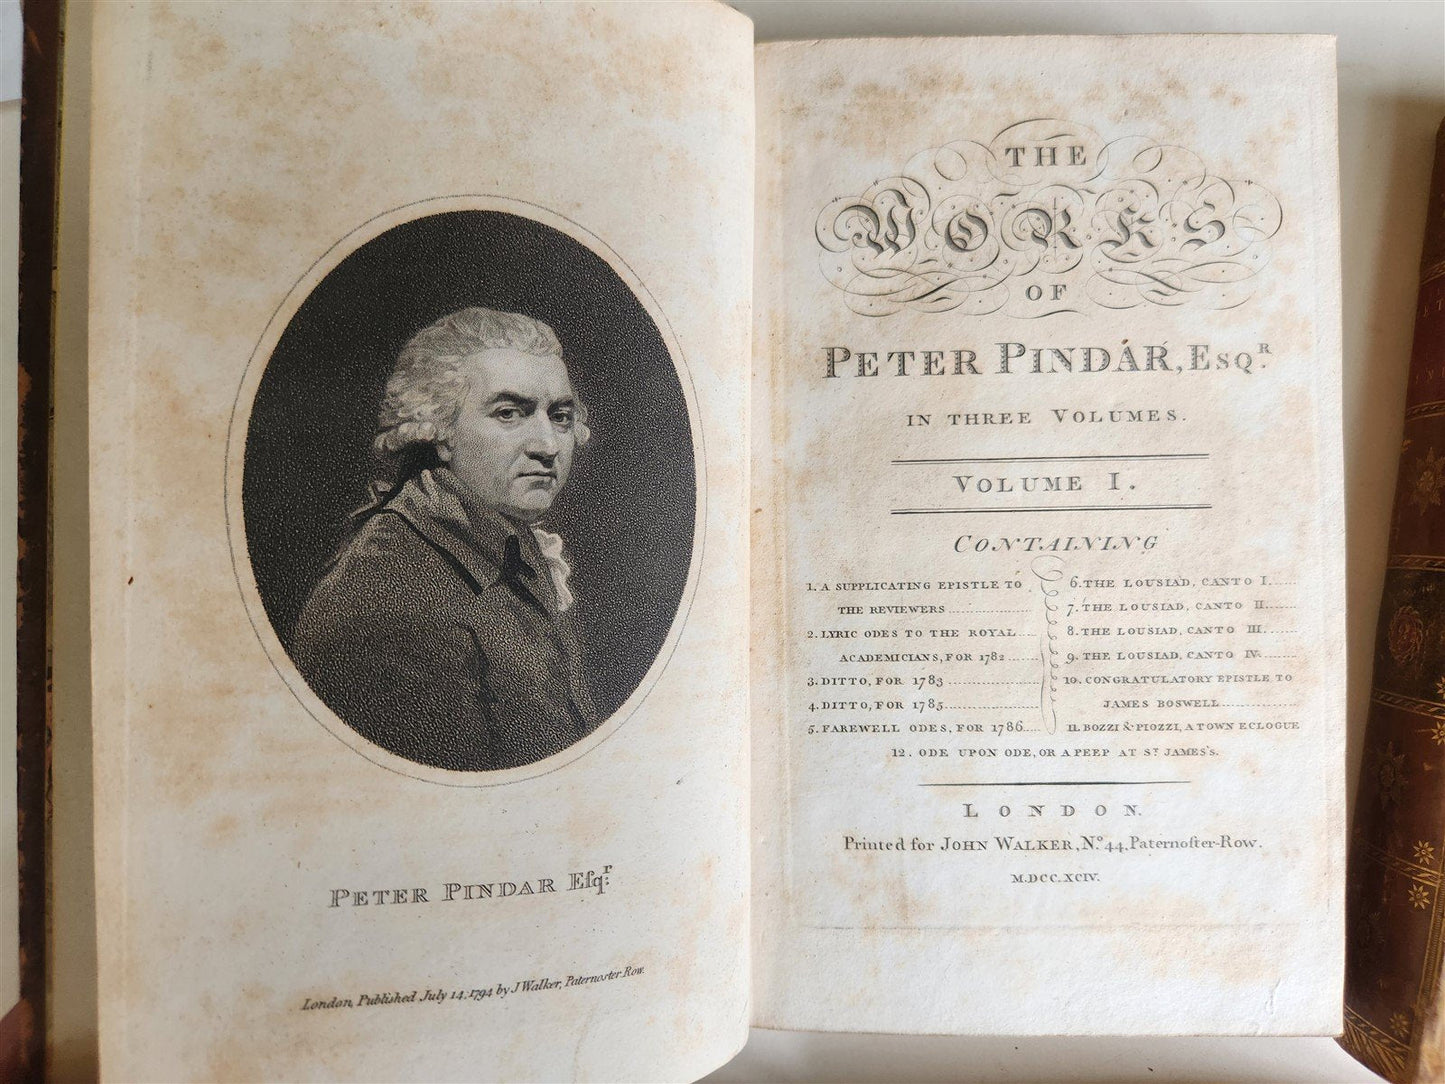 PETER PINDAR Eſqr.
London, Published July 14, 1794 by J Walker, Paternoster Row.
THE
WORKS
OF
PETER PINDÁR, ESQR.
IN THREE VOLUMES.
VOLUME I.
CONTAINING
1. A SUPPLICATING EPISTLE TO
THE REVIEWERS
2. LYRIC ODES TO THE ROYAL
ACADEMICIANS, FOR 1782
3. DITTO, FOR 1783
4. DITTO, FOR 1785
5. FAREWELL ODES, FOR 1786
6. THE LOUSIAD, CANTO I.
7. THE LOUSIAD, CANTO II.
8. THE LOUSIAD, CANTO III.
9. THE LOUSIAD, CANTO IV.
10. CONGRATULATORY EPISTLE TO
JAMES BOSWELL
11. BOZZI & PIOZZI, A TOWN ECLOGUE
12. ODE UPON ODE, OR A PEEP AT ST. JAMES'S.
LONDON.
Printed for JOHN WALKER, No. 44, Paternoſter-Row.
M.DCC.XCIV.